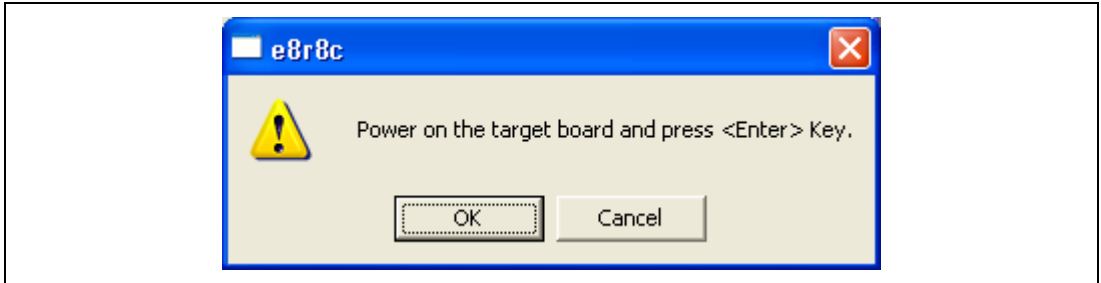 e8r8c
Power on the target board and press <Enter> Key.
OK
Cancel